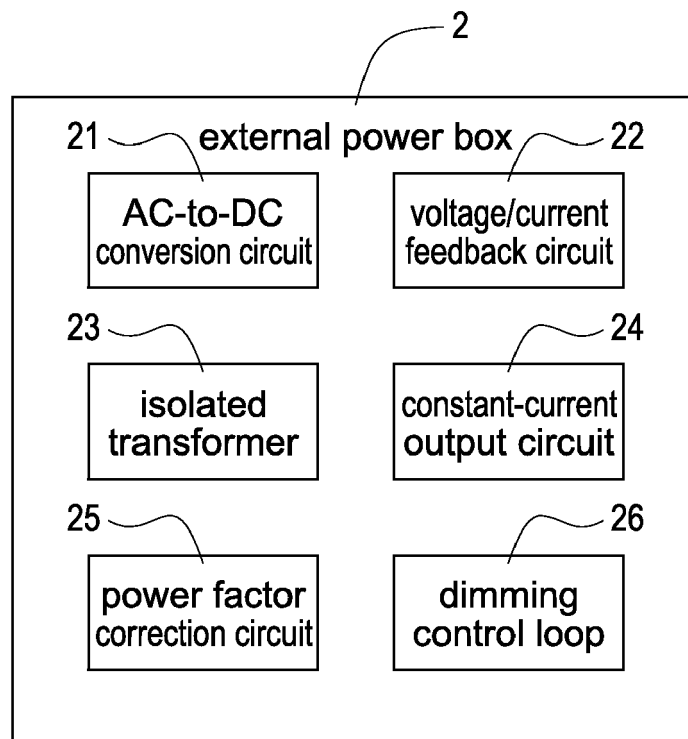 2
external power box
21
22
AC-to-DC
conversion circuit
voltage/current
feedback circuit
23
24
isolated
transformer
constant-current
output circuit
25
26
power factor
correction circuit
dimming
control loop